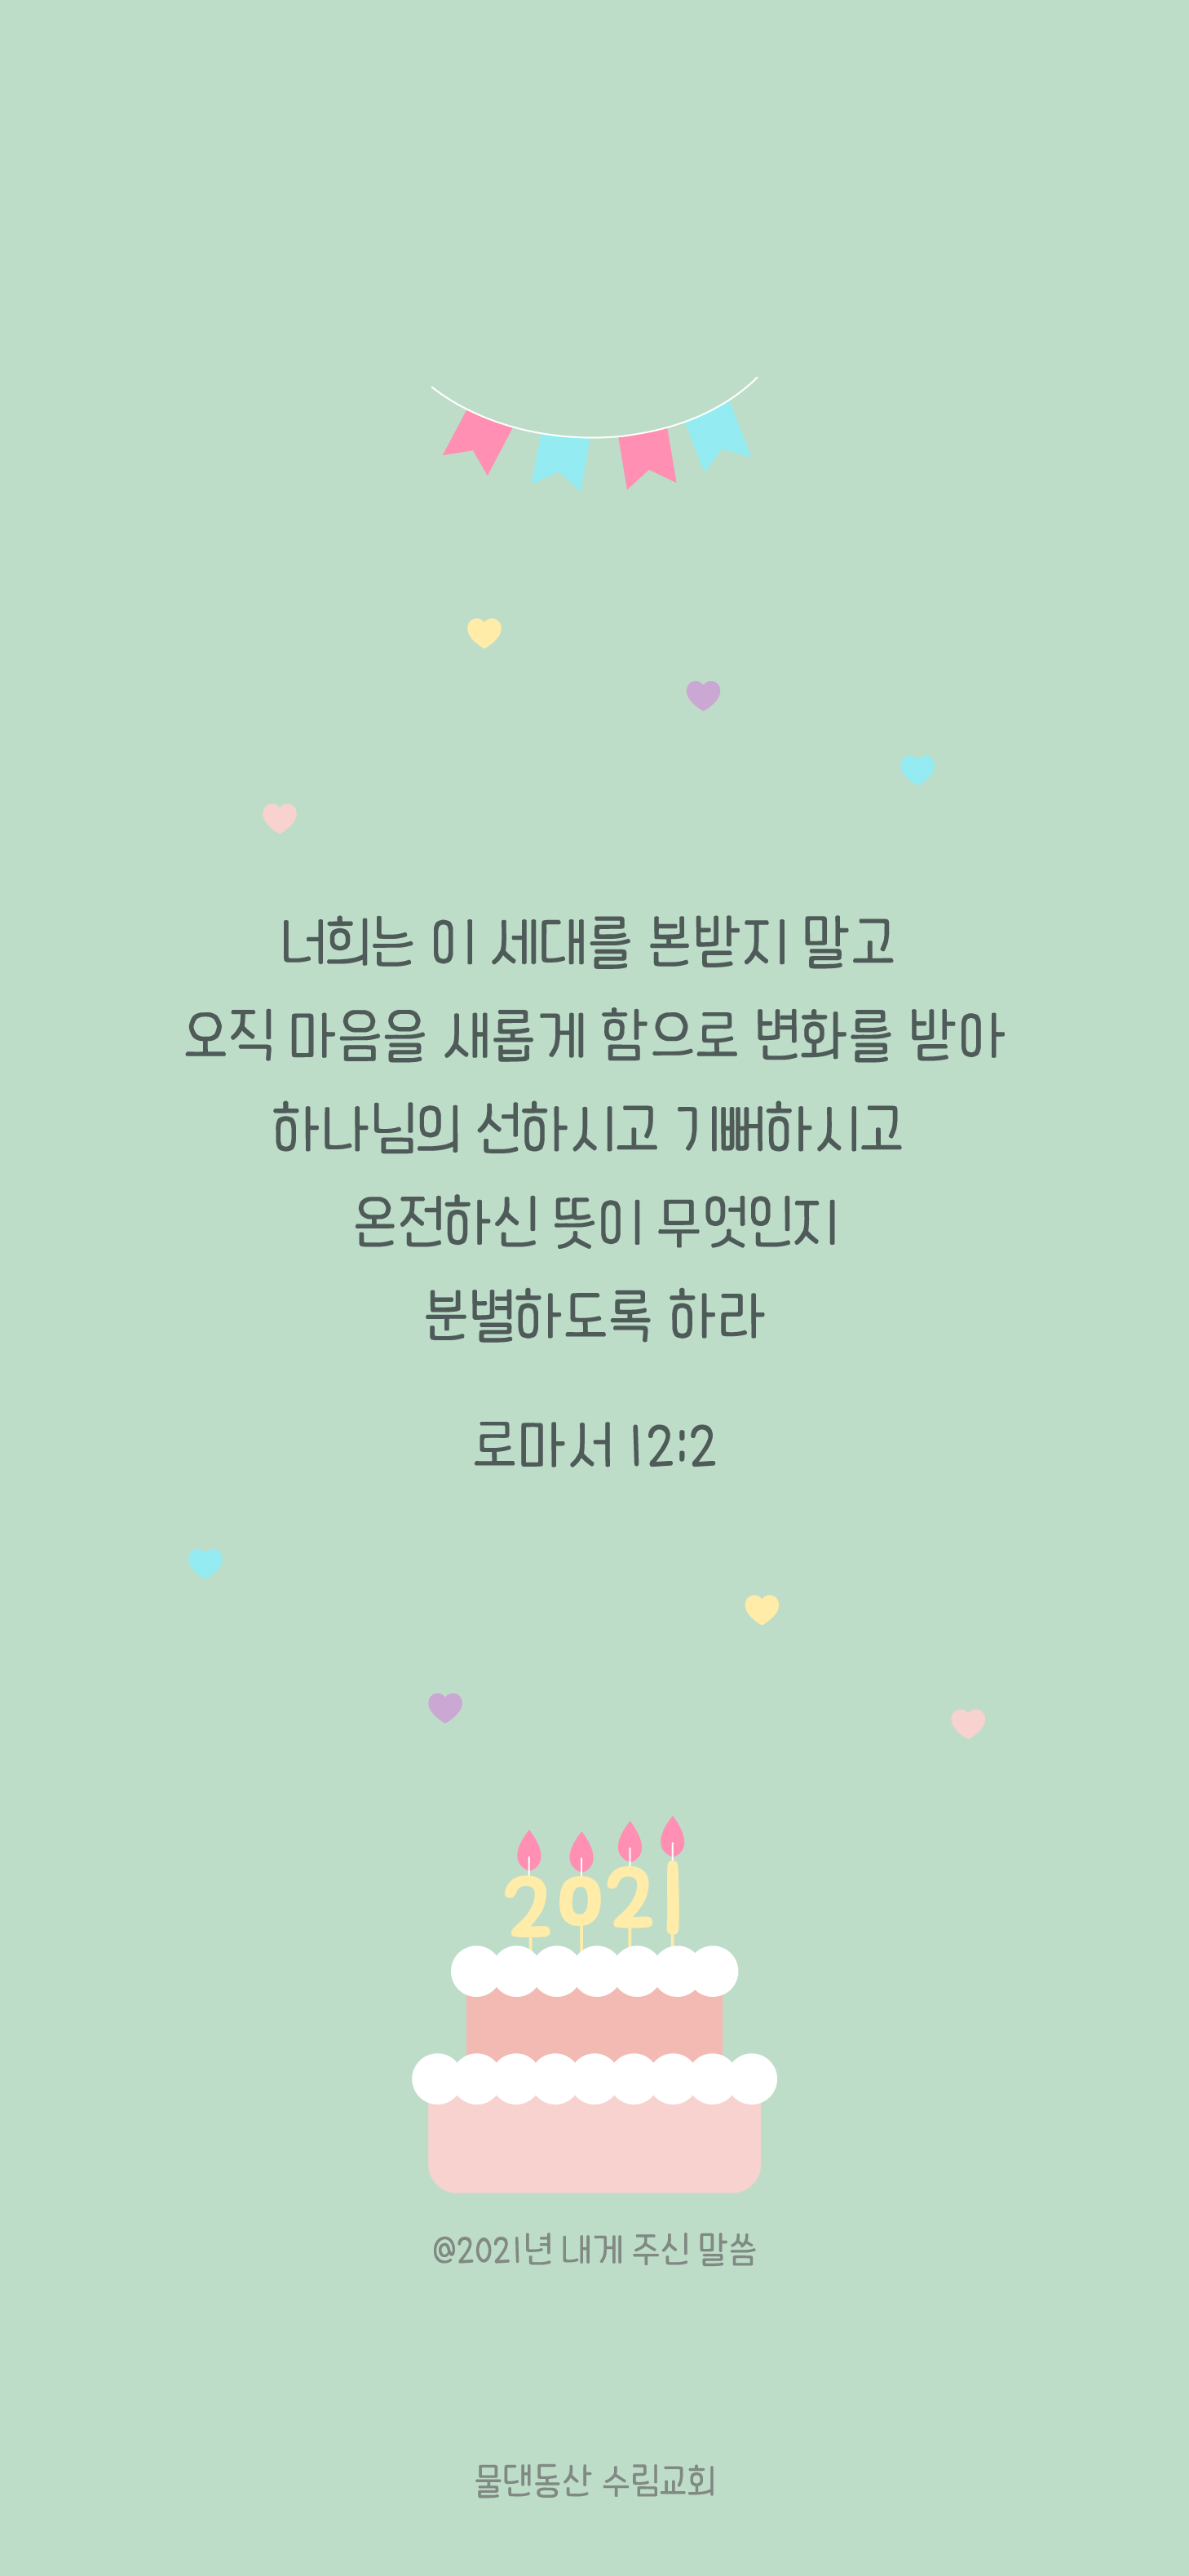 너희는 이 세대를 본받지 말고
오직 마음을 새롭게 함으로 변화를 받아
하나님의 선하시고 기뻐하시고
온전하신 뜻이 무엇인지
분별하도록 하라
로마서 12:2
2021
@2021년 내게 주신 말씀
물댄동산 수림교회